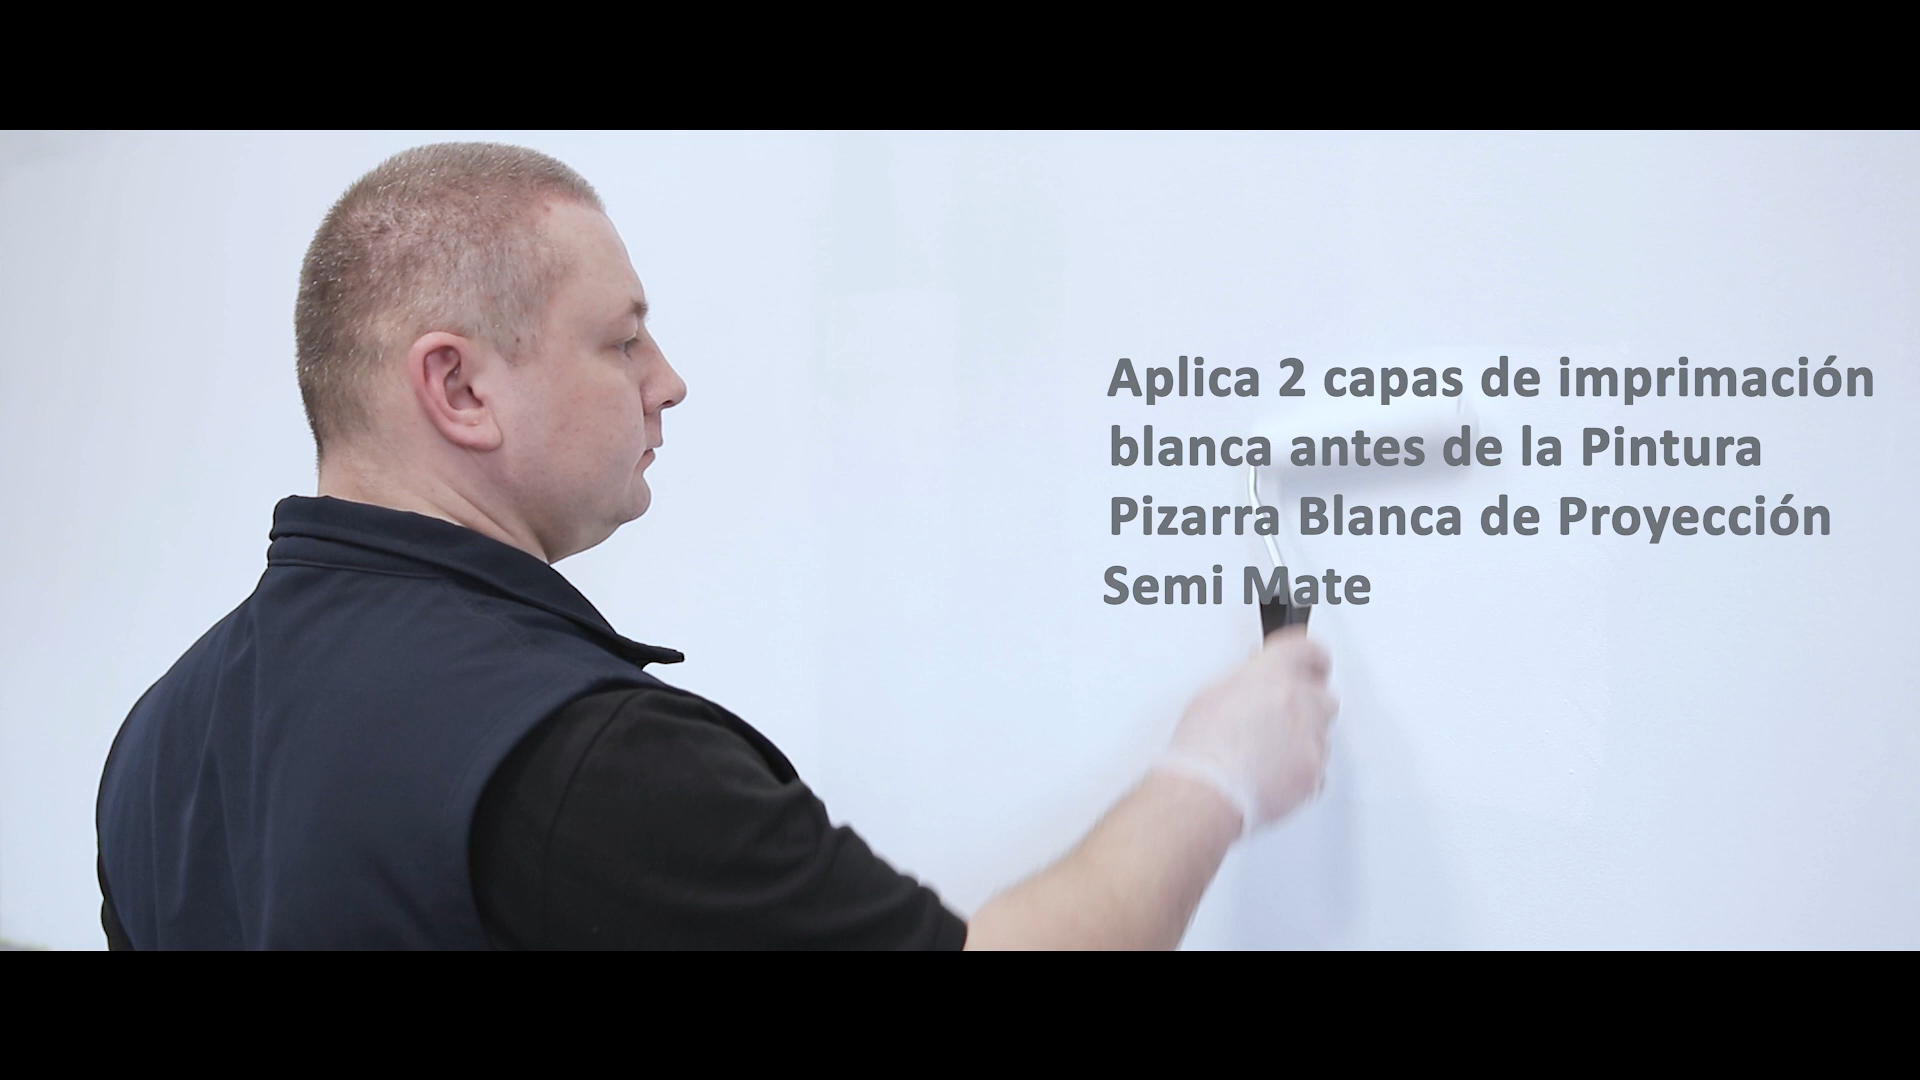 Aplica 2 capas de imprimación
blanca antes de la Pintura
Pizarra Blanca de Proyección
Semi Mate